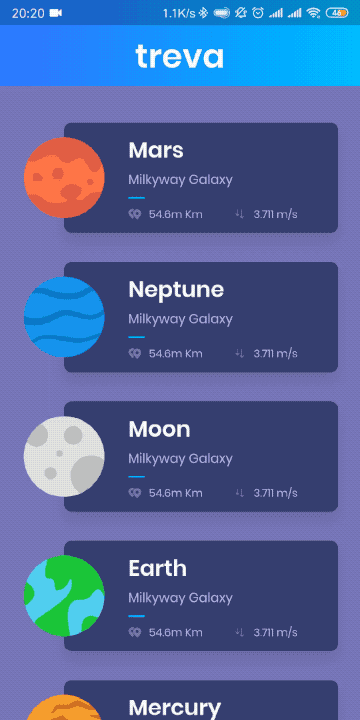 20:20 1.1K/s 46
treva
Mars
Milkyway Galaxy
54.6m Km 3.711 m/s
Neptune
Milkyway Galaxy
54.6m Km 3.711 m/s
Moon
Milkyway Galaxy
54.6m Km 3.711 m/s
Earth
Milkyway Galaxy
54.6m Km 3.711 m/s
Mercury